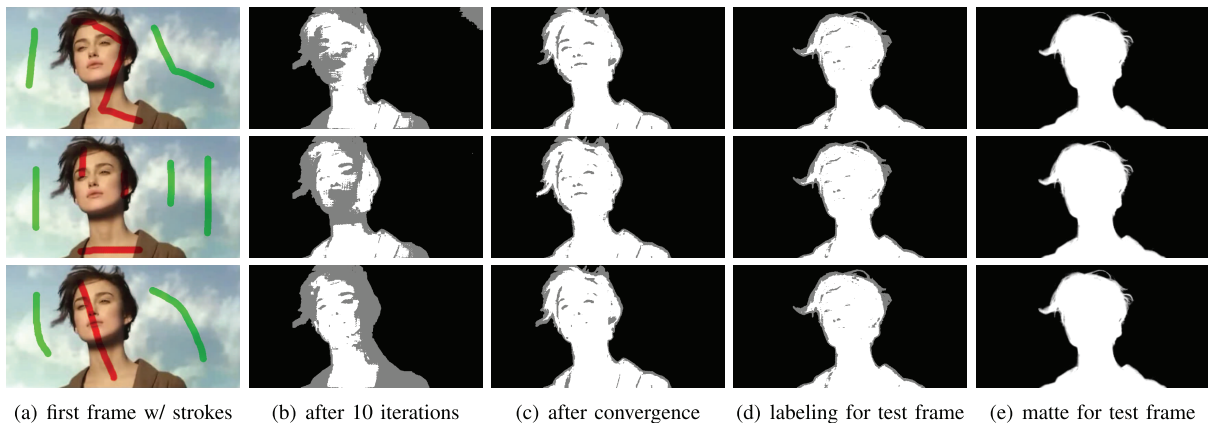 (a) first frame w/ strokes
(b) after 10 iterations
(c) after convergence
(d) labeling for test frame
(e) matte for test frame